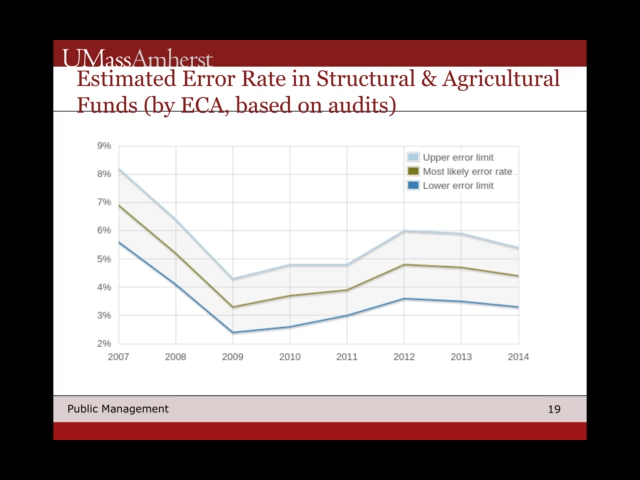 UMassAmherst
Estimated Error Rate in Structural & Agricultural
Funds (by ECA, based on audits)
9%
8%
7%
6%
5%
4%
3%
2%
Upper error limit
Most likely error rate
Lower error limit
2007 2008 2009 2010 2011 2012 2013 2014
Public Management 19